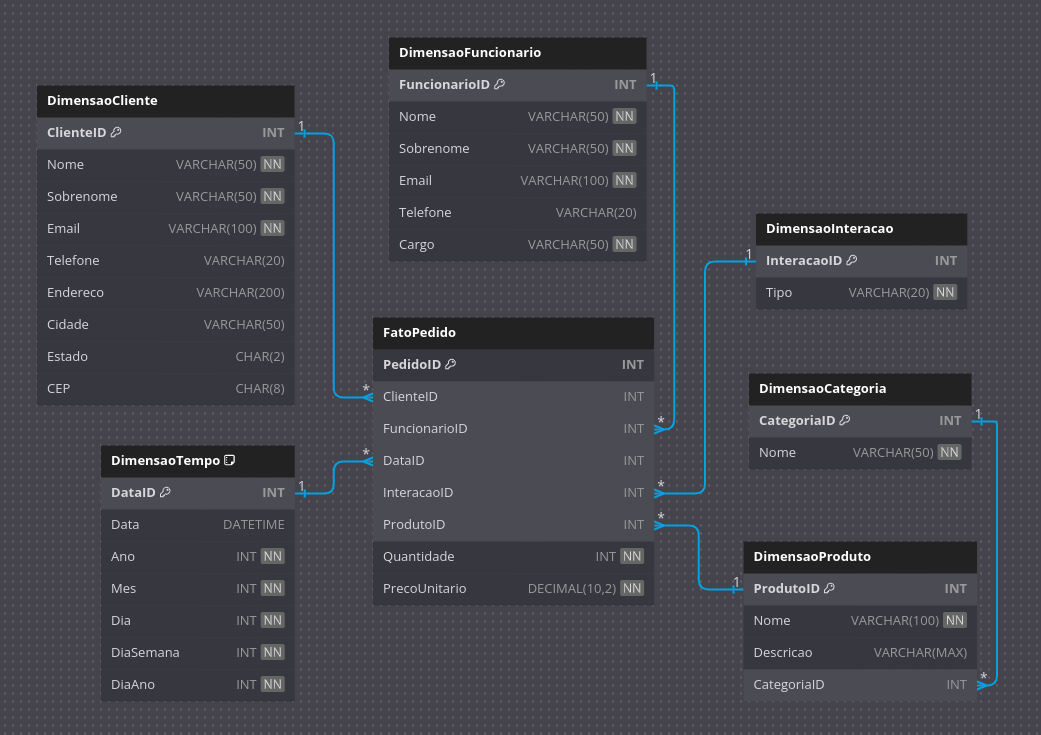 DimensaoFuncionario
FuncionarioID INT
Nome VARCHAR(50) NN
Sobrenome VARCHAR(50) NN
Email VARCHAR(100) NN
Telefone VARCHAR(20)
Cargo VARCHAR(50) NN
1
DimensaoCliente
ClienteID INT
Nome VARCHAR(50) NN
Sobrenome VARCHAR(50) NN
Email VARCHAR(100) NN
Telefone VARCHAR(20)
Endereco VARCHAR(200)
Cidade VARCHAR(50)
Estado CHAR(2)
CEP CHAR(8)
1
DimensaoInteracao
InteracaoID INT
Tipo VARCHAR(20) NN
1
FatoPedido
PedidoID INT
* ClienteID INT
FuncionarioID INT *
* DataID INT
InteracaoID INT *
ProdutoID INT *
Quantidade INT NN
PrecoUnitario DECIMAL(10,2) NN
DimensaoCategoria
CategoriaID INT 1
Nome VARCHAR(50) NN
DimensaoTempo
DataID INT 1
Data DATETIME
Ano INT NN
Mes INT NN
Dia INT NN
DiaSemana INT NN
DiaAno INT NN
DimensaoProduto
1 ProdutoID INT
Nome VARCHAR(100) NN
Descricao VARCHAR(MAX)
CategoriaID INT *